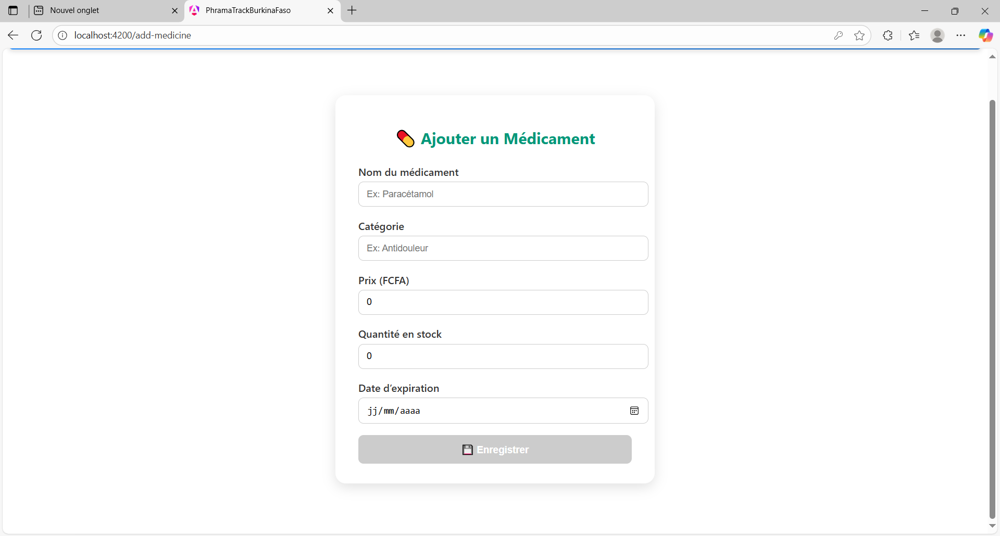 Nouvel onglet
PhramaTrackBurkinaFaso
localhost:4200/add-medicine
Ajouter un Médicament
Nom du médicament
Ex: Paracétamol
Catégorie
Ex: Antidouleur
Prix (FCFA)
0
Quantité en stock
0
Date d’expiration
jj/mm/aaaa
Enregistrer